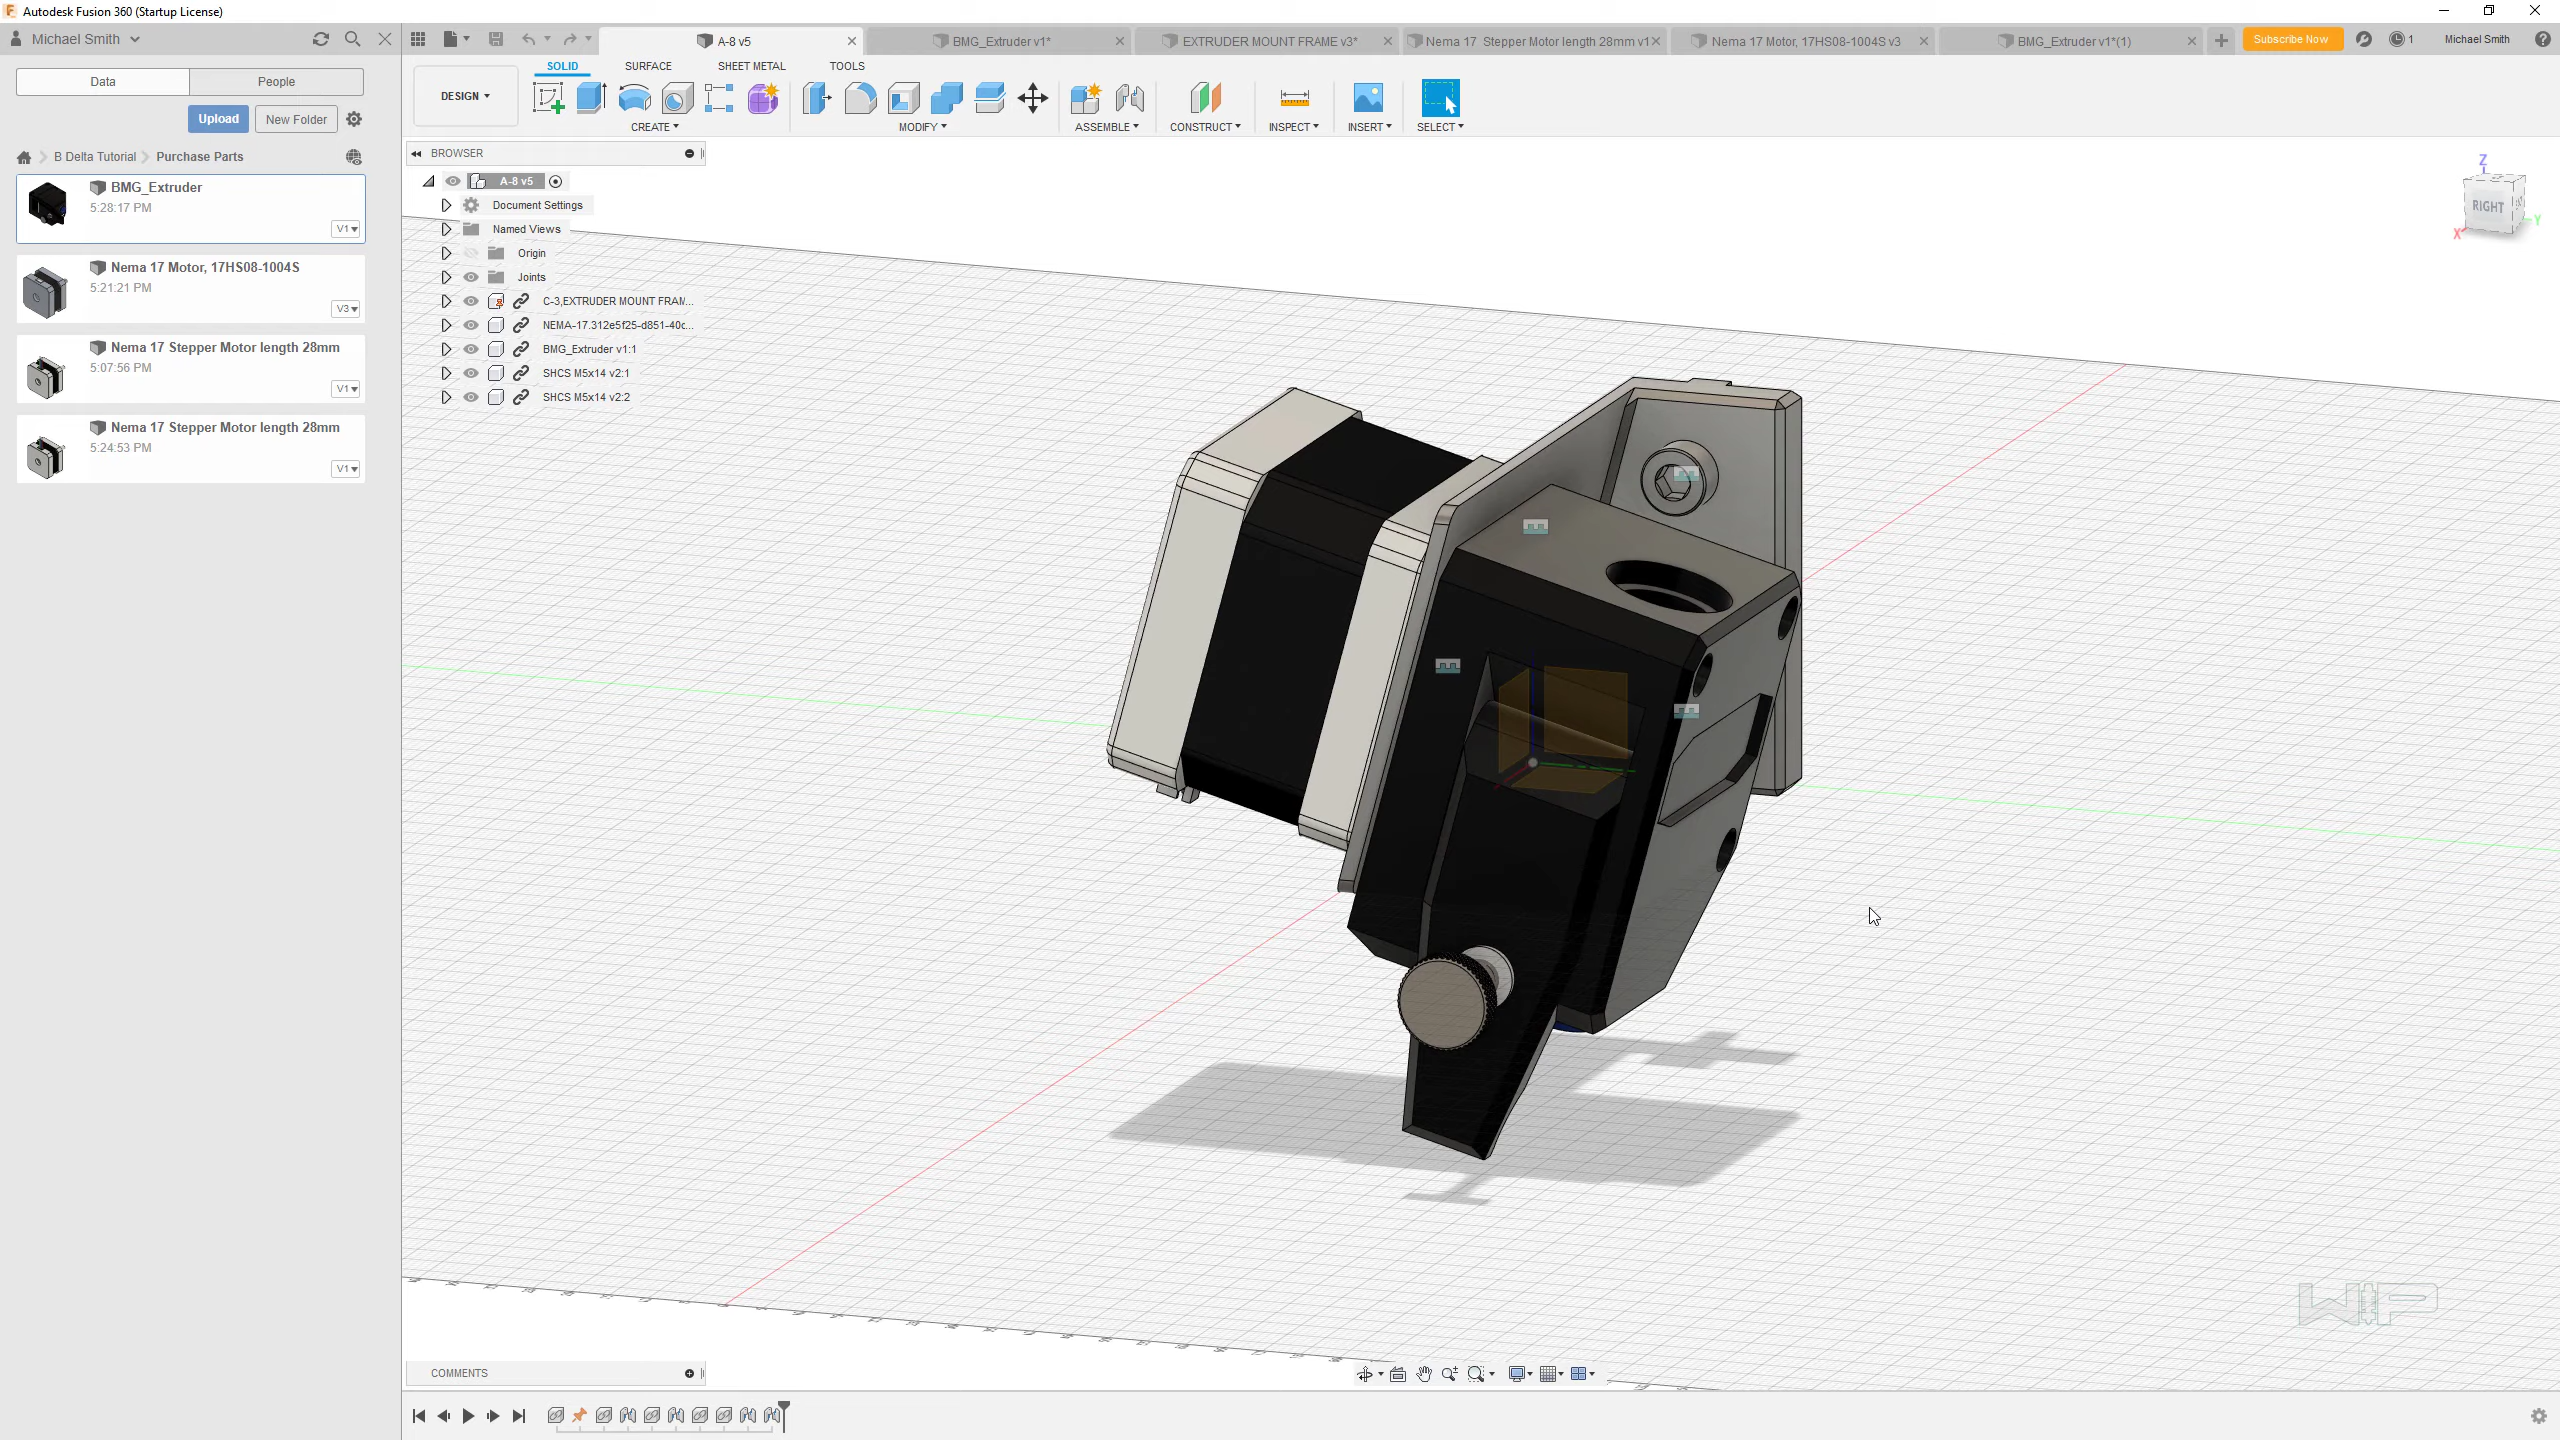 Autodesk Fusion 360 (Startup License)
Michael Smith
A-8 v5
BMG_Extruder v1*
EXTRUDER MOUNT FRAME v3*
Nema 17 Stepper Motor length 28mm v1
Nema 17 Motor, 17HS08-1004S v3
BMG_Extruder v1*(1)
Subscribe Now
1
Michael Smith
Data
People
SOLID
SURFACE
SHEET METAL
TOOLS
DESIGN
Upload
New Folder
CREATE
MODIFY
ASSEMBLE
CONSTRUCT
INSPECT
INSERT
SELECT
B Delta Tutorial
Purchase Parts
BMG_Extruder
5:28:17 PM
V1
Nema 17 Motor, 17HS08-1004S
5:21:21 PM
V3
Nema 17 Stepper Motor length 28mm
5:07:56 PM
V1
Nema 17 Stepper Motor length 28mm
5:24:53 PM
V1
BROWSER
A-8 v5
Document Settings
Named Views
Origin
Joints
C-3,EXTRUDER MOUNT FRAM...
NEMA-17.312e5f25-d851-40c...
BMG_Extruder v1:1
SHCS M5x14 v2:1
SHCS M5x14 v2:2
Z
RIGHT
Y
X
COMMENTS